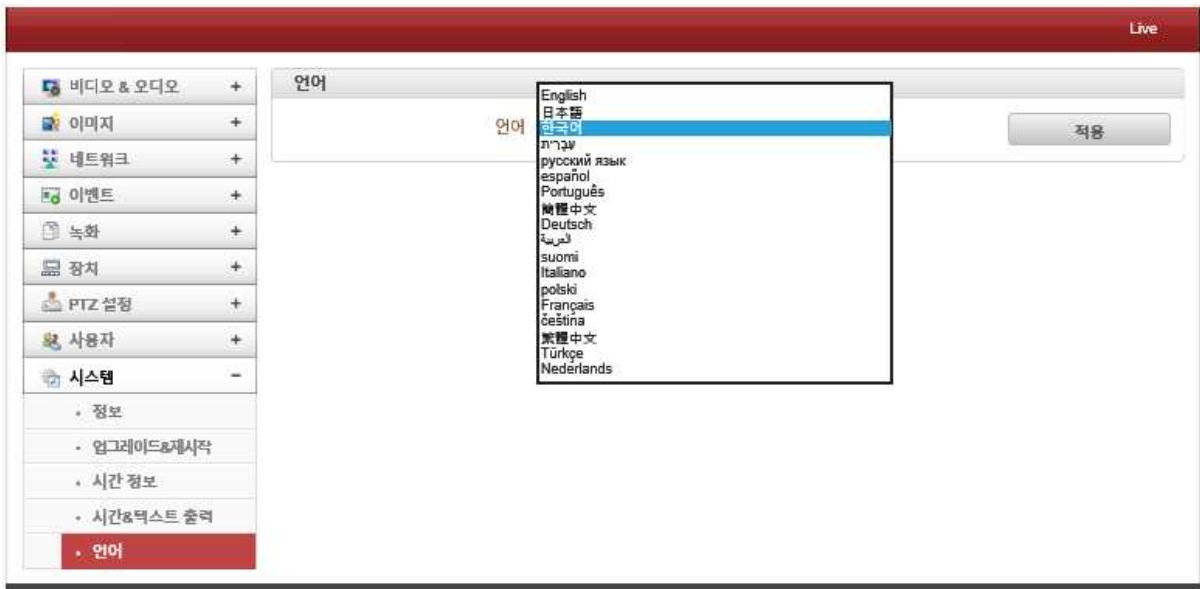 Live
비디오 & 오디오 +
이미지 +
네트워크 +
이벤트 +
녹화 +
장치 +
PTZ 설정 +
사용자 +
시스템 -
정보
업그레이드&재시작
시간 정보
시간&텍스트 출력
언어
언어
언어
English
日本語
한국어
עברית
русский язык
español
Português
簡體中文
Deutsch
العربية
suomi
Italiano
polski
Français
čeština
繁體中文
Türkçe
Nederlands
적용